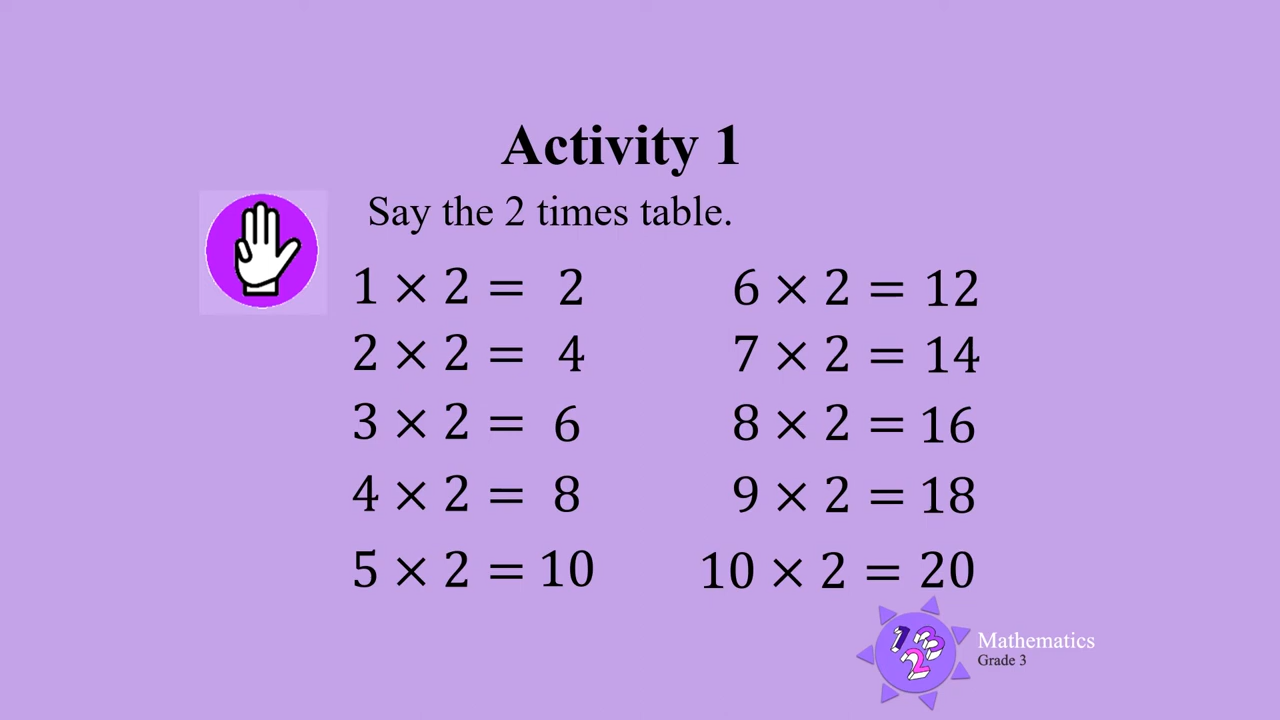 Activity 1
Say the 2 times table.
1 × 2 = 2
2 × 2 = 4
3 × 2 = 6
4 × 2 = 8
5 × 2 = 10
6 × 2 = 12
7 × 2 = 14
8 × 2 = 16
9 × 2 = 18
10 × 2 = 20
123
2
Mathematics
Grade 3